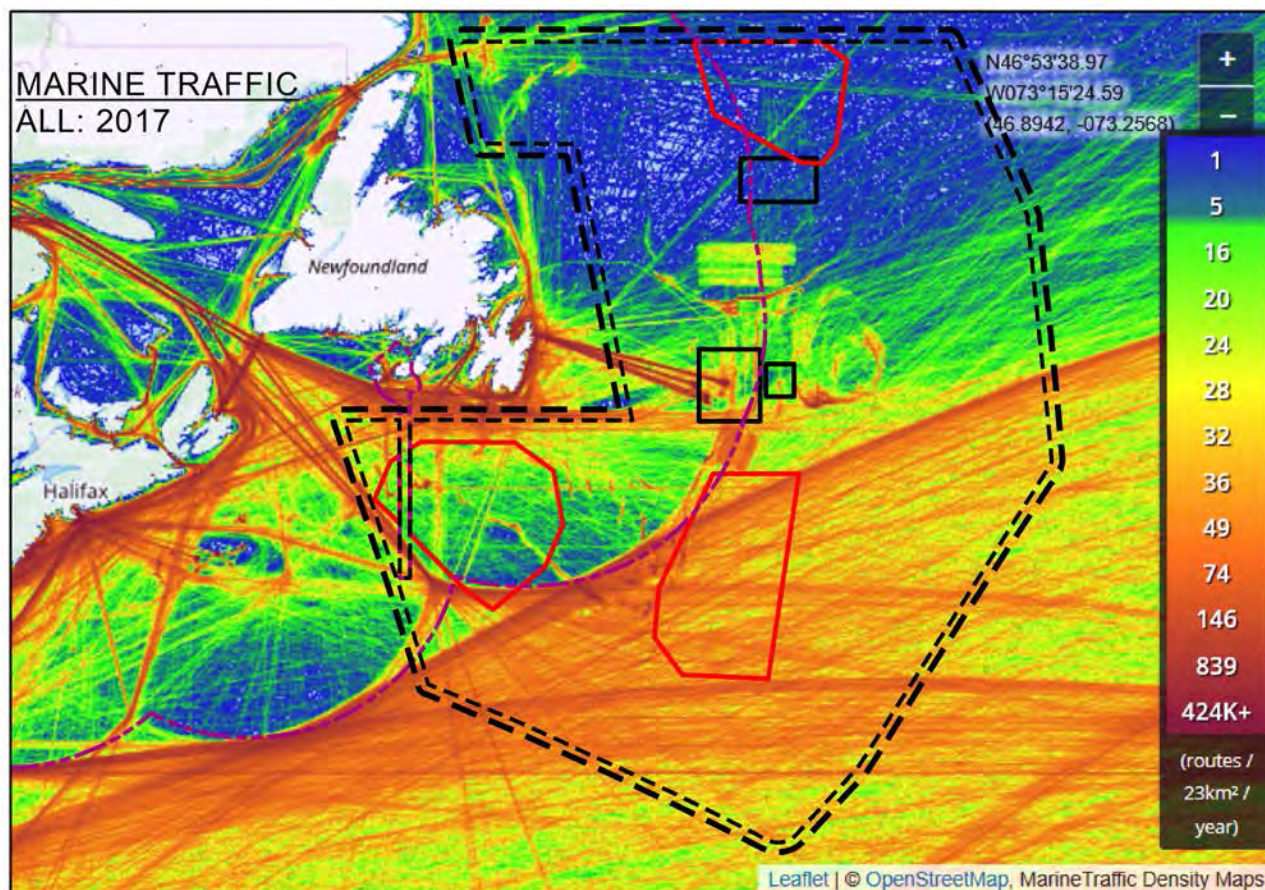 MARINE TRAFFIC
ALL: 2017
N46°53'38.97
W073°15'24.59
(46.8942, -073.2568)
+
−
Newfoundland
Halifax
1
5
16
20
24
28
32
36
49
74
146
839
424K+
(routes /
23km² /
year)
Leaflet | © OpenStreetMap, MarineTraffic Density Maps